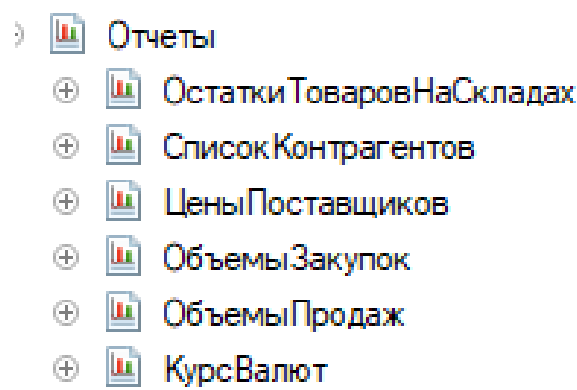 Отчеты
ОстаткиТоваровНаСкладах
СписокКонтрагентов
ЦеныПоставщиков
ОбъемыЗакупок
ОбъемыПродаж
КурсВалют